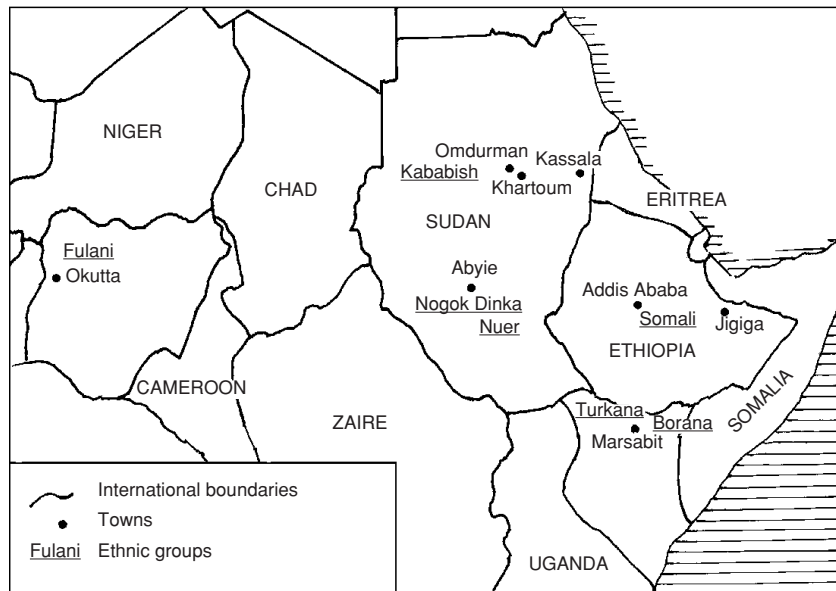 NIGER
CHAD
Omdurman
Kassala
Kababish
Khartoum
ERITREA
SUDAN
Fulani
Okutta
Abyie
Nogok Dinka
Nuer
Addis Ababa
Somali
Jigiga
ETHIOPIA
CAMEROON
ZAIRE
Turkana
Borana
Marsabit
SOMALIA
UGANDA
International boundaries
Towns
Fulani Ethnic groups